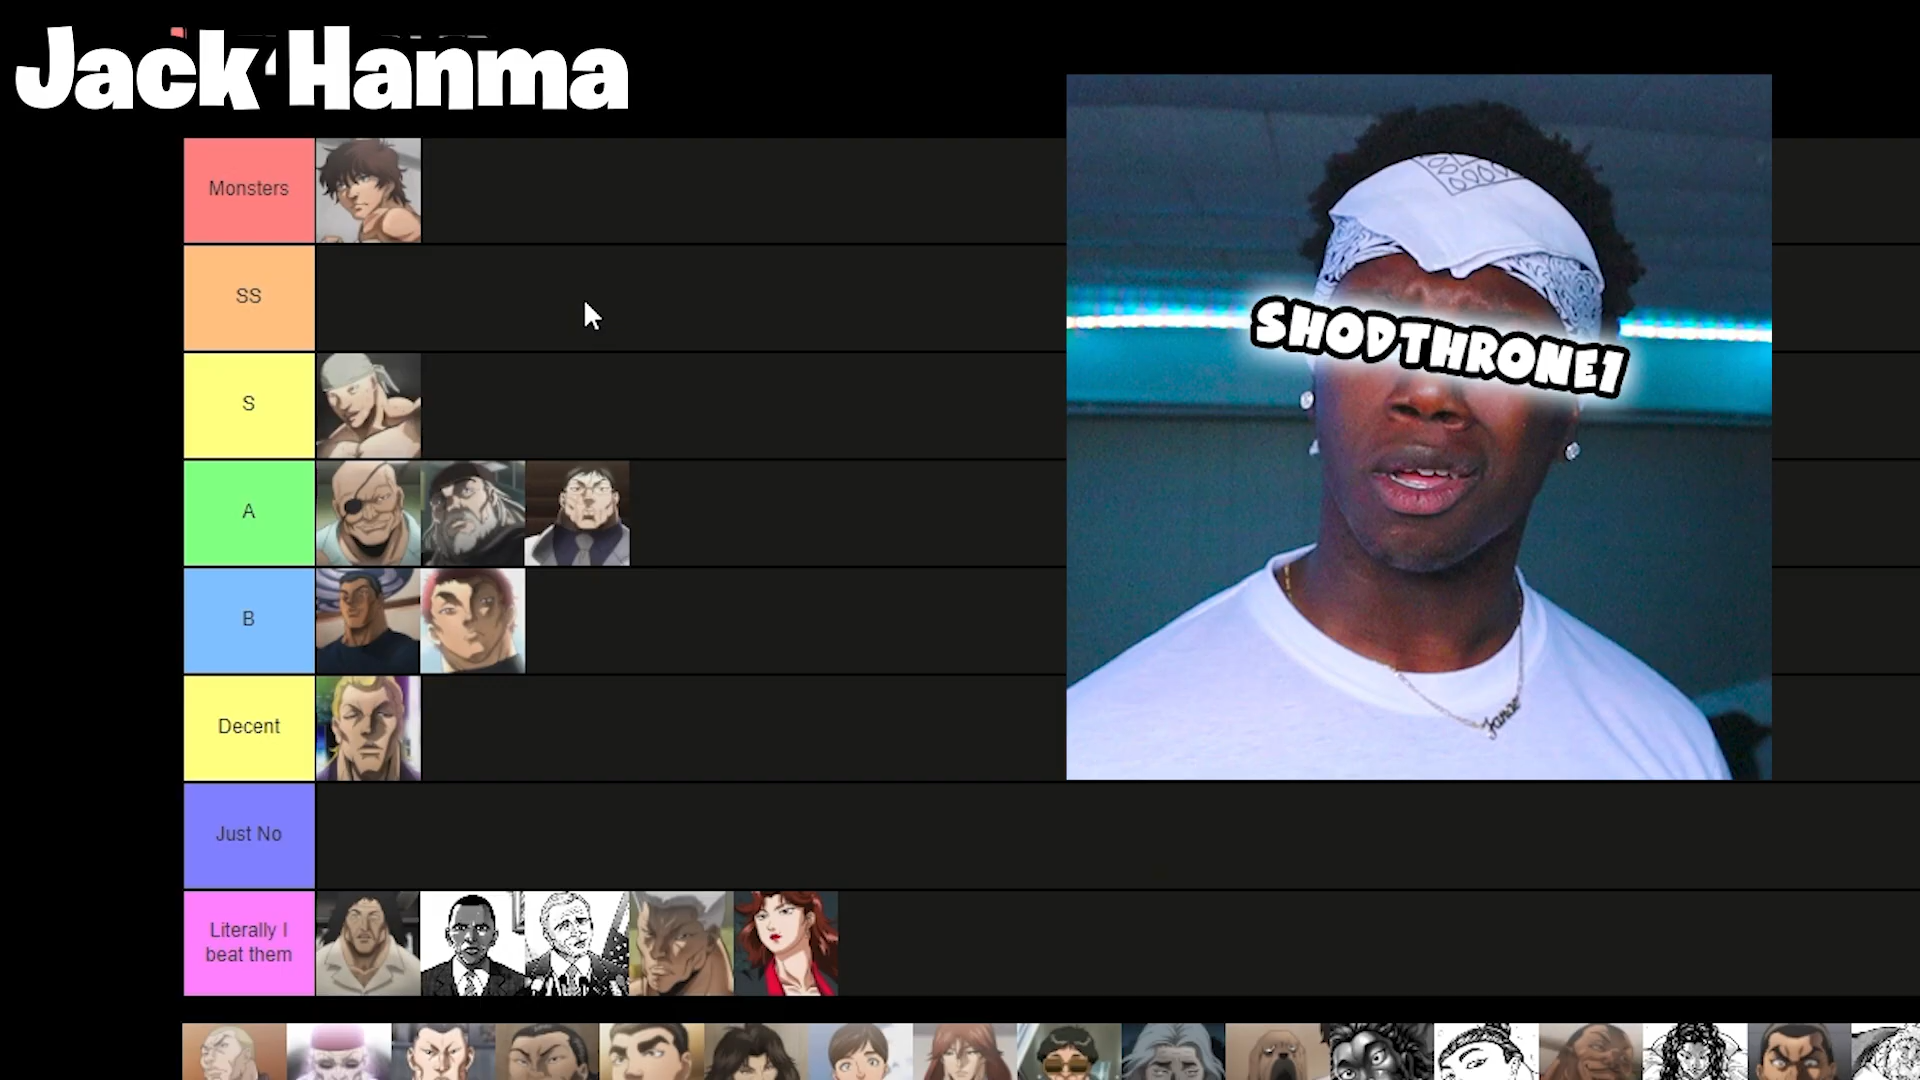 Jack Hanma
Monsters
SS
S
SHODTHRONE1
A
B
Decent
Just No
Literally I
beat them